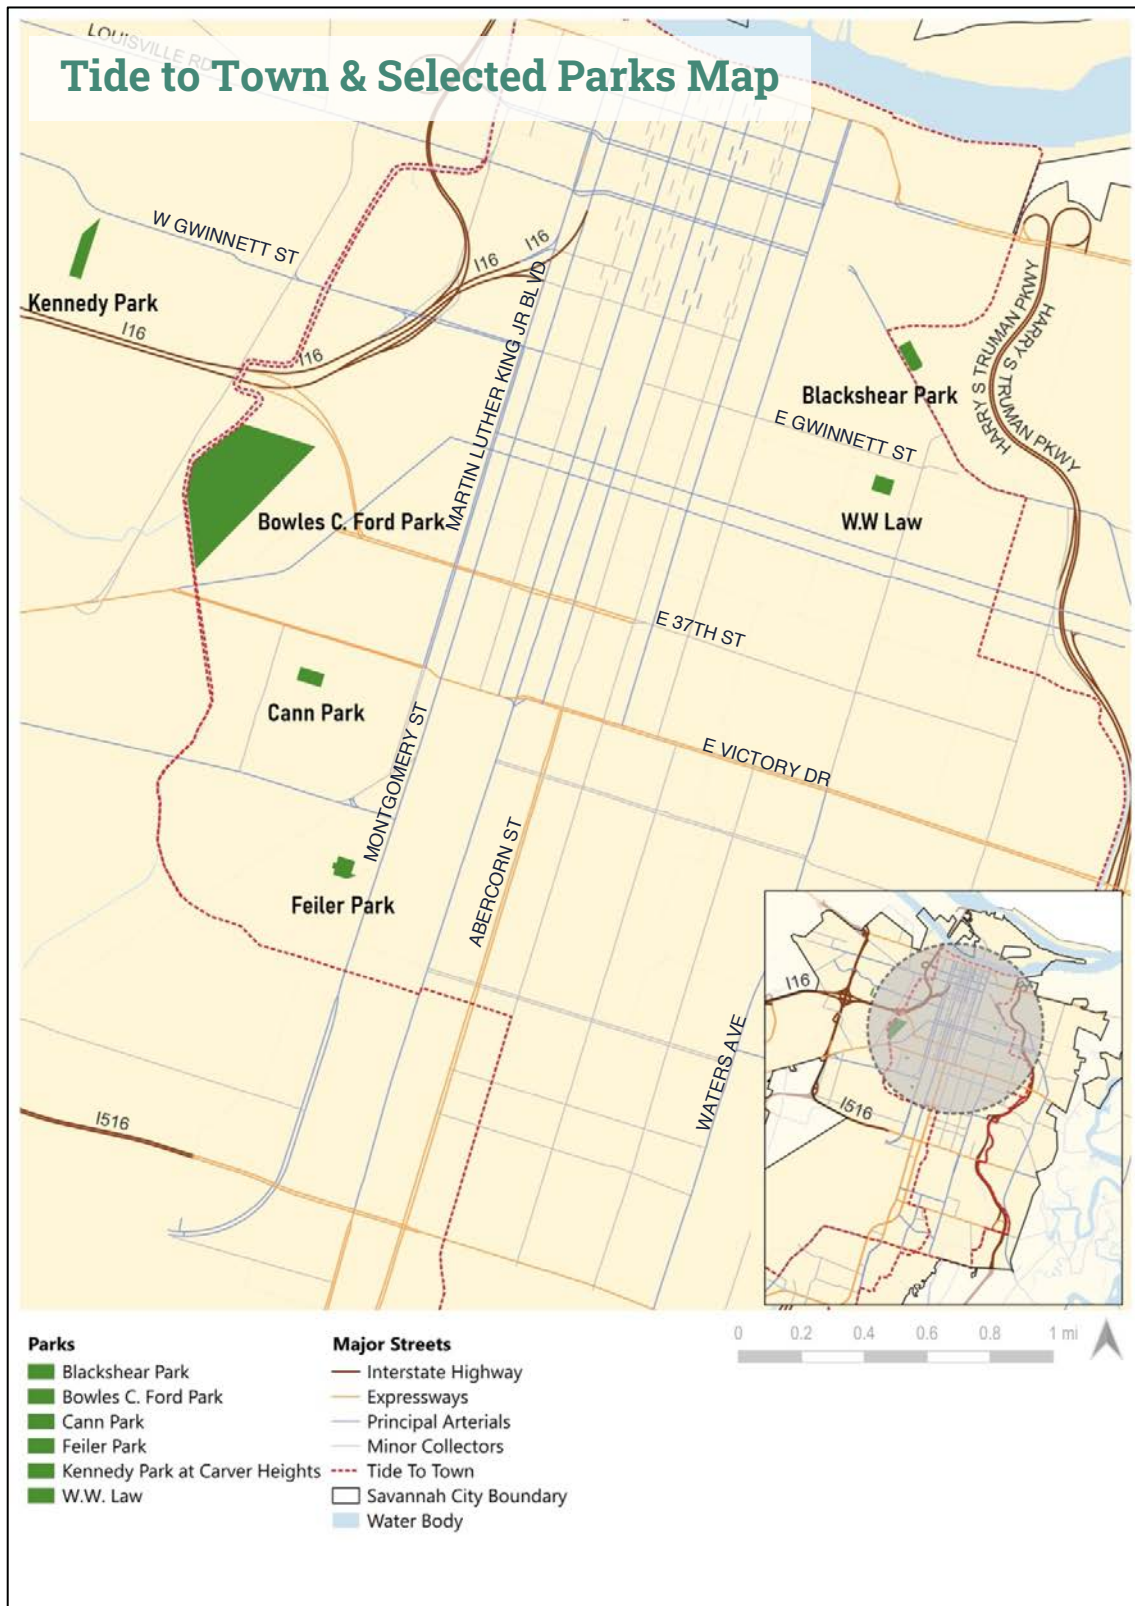 LOUISVILLE RD
Tide to Town & Selected Parks Map
W GWINNETT ST
I16
I16
Kennedy Park
I16
I16
MARTIN LUTHER KING JR BLVD
HARRY S TRUMAN PKWY
HARRY S TRUMAN PKWY
Blackshear Park
E GWINNETT ST
Bowles C. Ford Park
W.W Law
E 37TH ST
Cann Park
MONTGOMERY ST
E VICTORY DR
ABERCORN ST
Feiler Park
WATERS AVE
I516
I16
I516
0 0.2 0.4 0.6 0.8 1 mi
Parks
Blackshear Park
Bowles C. Ford Park
Cann Park
Feiler Park
Kennedy Park at Carver Heights
W.W. Law
Major Streets
Interstate Highway
Expressways
Principal Arterials
Minor Collectors
Tide To Town
Savannah City Boundary
Water Body